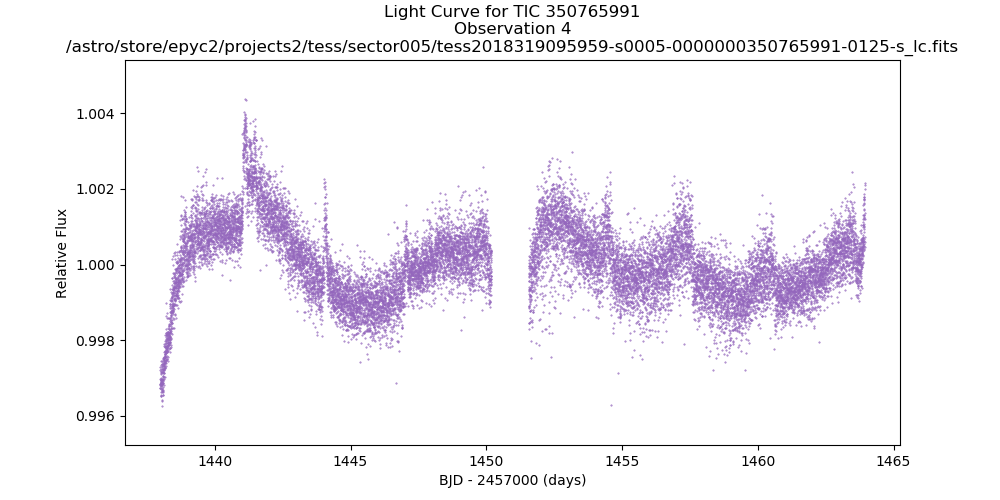 Light Curve for TIC 350765991
Observation 4
/astro/store/epyc2/projects2/tess/sector005/tess2018319095959-s0005-0000000350765991-0125-s_lc.fits
1.004
1.002
1.000
0.998
0.996
Relative Flux
1440 1445 1450 1455 1460 1465
BJD - 2457000 (days)